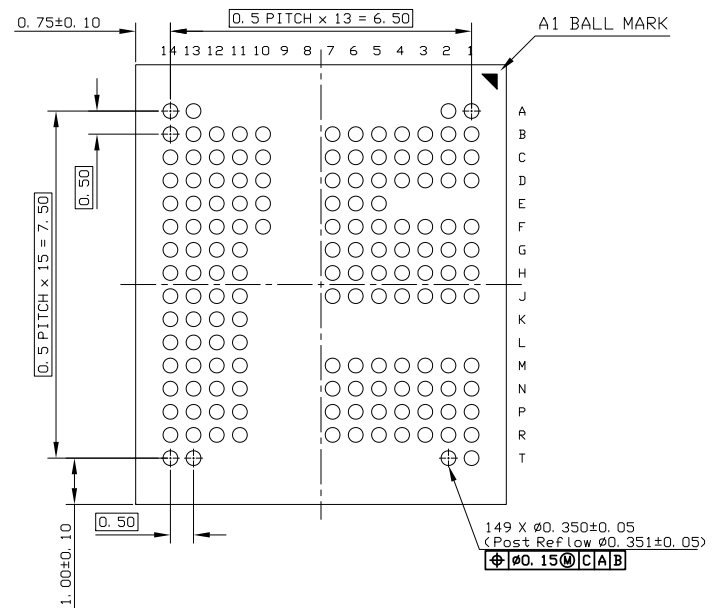 0.75±0.10
0.5 PITCH x 13 = 6.50
A1 BALL MARK
14 13 12 11 10 9 8 7 6 5 4 3 2 1
A
B
C
D
E
F
G
H
J
K
L
M
N
P
R
T
0.50
0.5 PITCH x 15 = 7.50
0.50
1.00±0.10
149 X ø0.350±0.05
(Post Reflow ø0.351±0.05)
⌖ ø0.15Ⓜ C A B